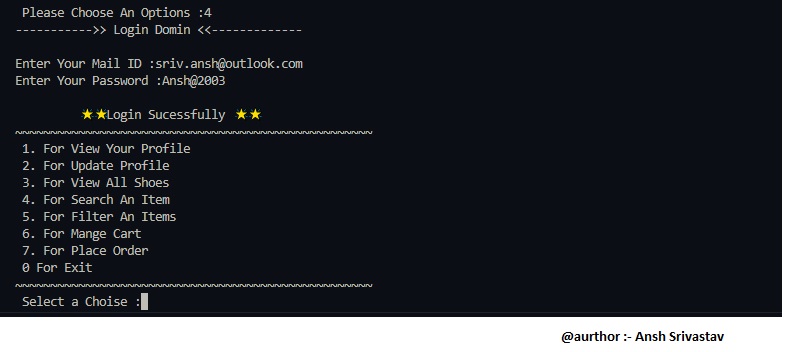 Please Choose An Options :4
----------->> Login Domin <<-------------
Enter Your Mail ID :sriv.ansh@outlook.com
Enter Your Password :Ansh@2003
⭐⭐Login Sucessfully ⭐⭐
~~~~~~~~~~~~~~~~~~~~~~~~~~~~~~~~~~~~~~~~~~~~~~~~~~~
1. For View Your Profile
2. For Update Profile
3. For View All Shoes
4. For Search An Item
5. For Filter An Items
6. For Mange Cart
7. For Place Order
0 For Exit
~~~~~~~~~~~~~~~~~~~~~~~~~~~~~~~~~~~~~~~~~~~~~~~~~~~
Select a Choise :
@aurthor :- Ansh Srivastav